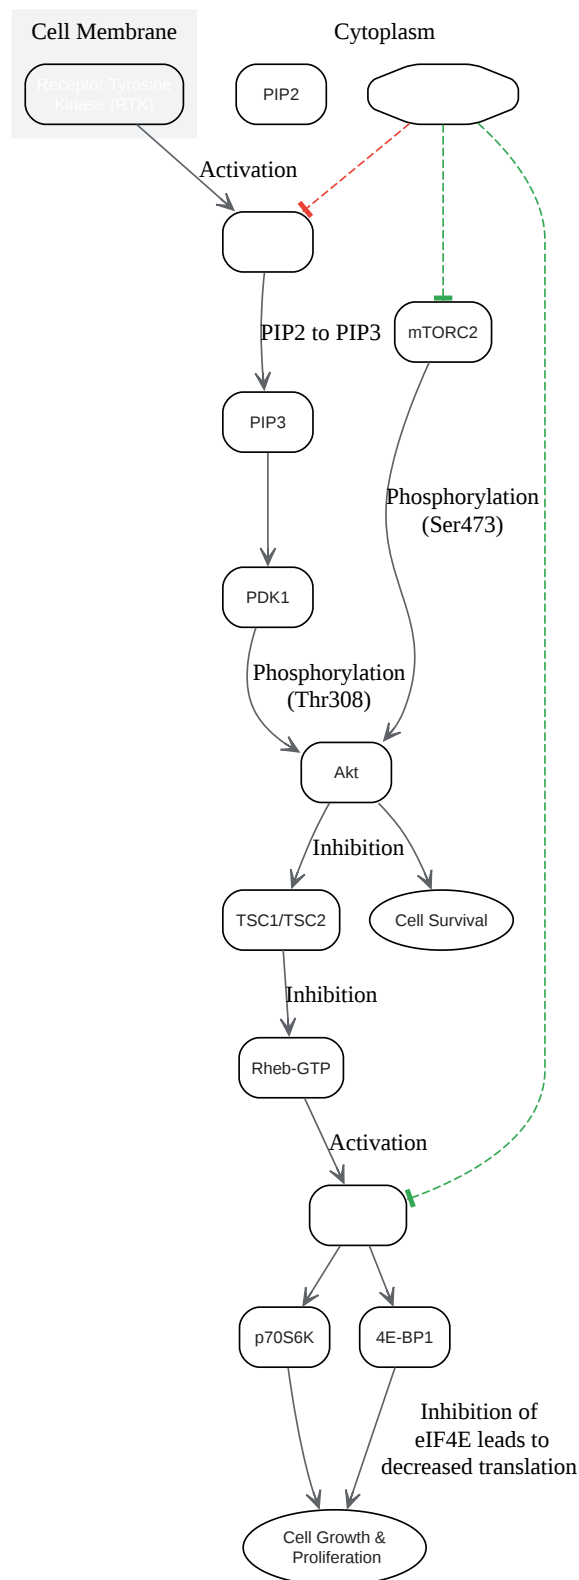 Cell Membrane
Cytoplasm
Receptor Tyrosine
Kinase (RTK)
PIP2
Activation
PIP2 to PIP3
mTORC2
PIP3
Phosphorylation
(Ser473)
PDK1
Phosphorylation
(Thr308)
Akt
Inhibition
TSC1/TSC2
Cell Survival
Inhibition
Rheb-GTP
Activation
p70S6K
4E-BP1
Inhibition of
eIF4E leads to
decreased translation
Cell Growth &
Proliferation